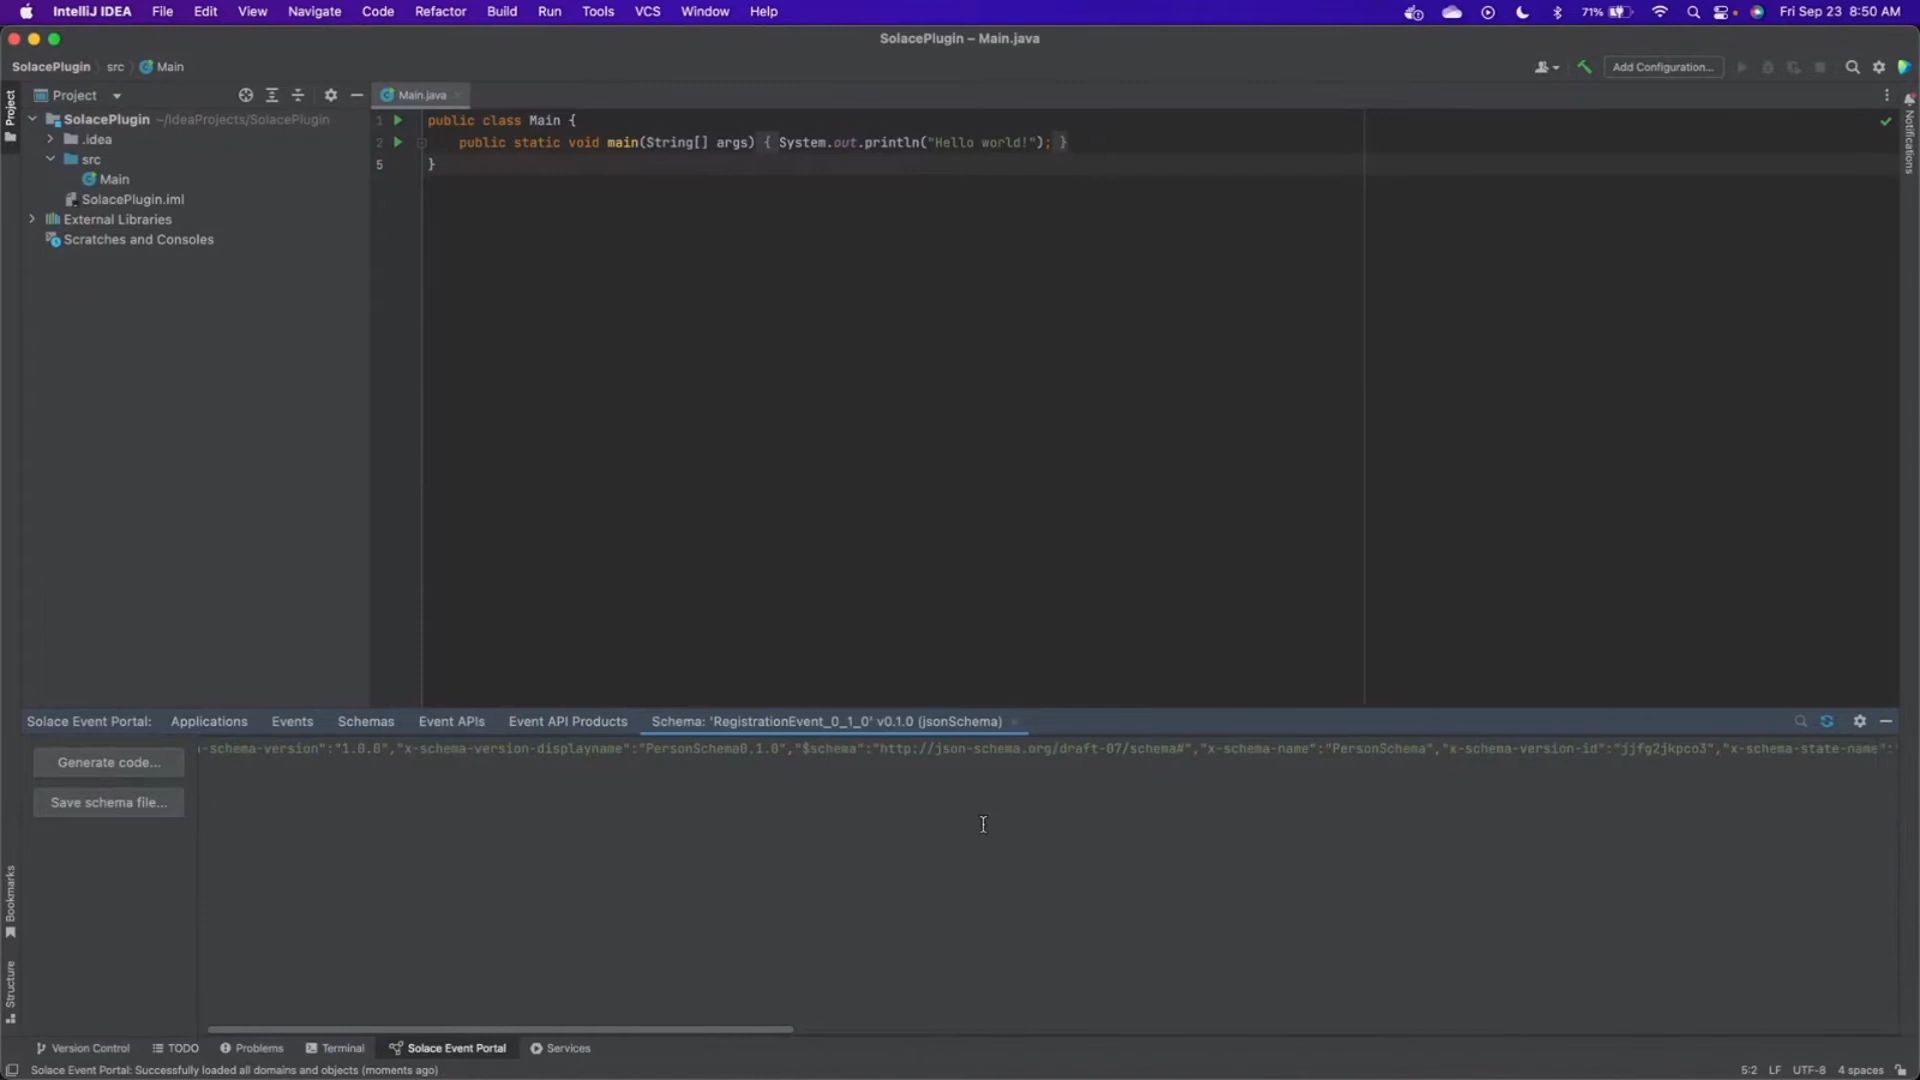 IntelliJ IDEA File Edit View Navigate Code Refactor Build Run Tools VCS Window Help 71% Fri Sep 23 8:50 AM
SolacePlugin – Main.java
SolacePlugin src Main Add Configuration...
Project Main.java
SolacePlugin ~/IdeaProjects/SolacePlugin
.idea
src
Main
SolacePlugin.iml
External Libraries
Scratches and Consoles
1 public class Main {
2 public static void main(String[] args) { System.out.println("Hello world!"); }
5 }
Project
Notifications
Solace Event Portal: Applications Events Schemas Event APIs Event API Products Schema: 'RegistrationEvent_0_1_0' v0.1.0 (jsonSchema)
Generate code...
Save schema file...
-schema-version":"1.0.0","x-schema-version-displayname":"PersonSchema0.1.0","$schema":"http://json-schema.org/draft-07/schema#","x-schema-name":"PersonSchema","x-schema-version-id":"jjfg2jkpco3","x-schema-state-name":
Bookmarks
Structure
Version Control TODO Problems Terminal Solace Event Portal Services
Solace Event Portal: Successfully loaded all domains and objects (moments ago) 5:2 LF UTF-8 4 spaces